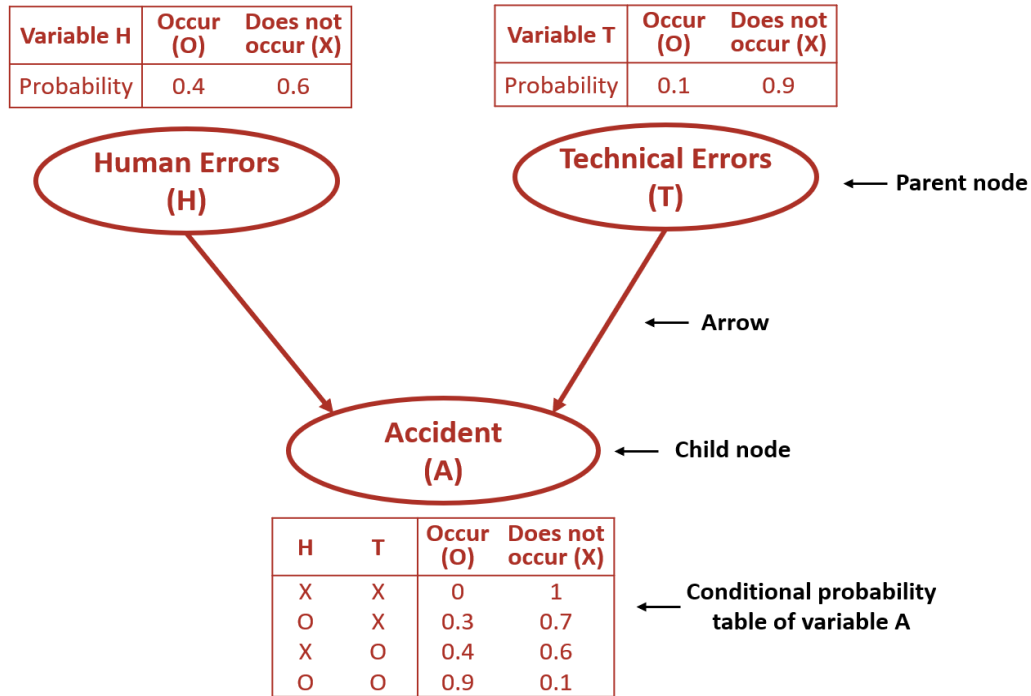 Variable H Occur (O) Does not occur (X)
Probability 0.4 0.6
Variable T Occur (O) Does not occur (X)
Probability 0.1 0.9
Human Errors
(H)
Technical Errors
(T)
Parent node
Arrow
Accident
(A)
Child node
H T Occur (O) Does not occur (X)
X X 0 1
O X 0.3 0.7
X O 0.4 0.6
O O 0.9 0.1
Conditional probability
table of variable A